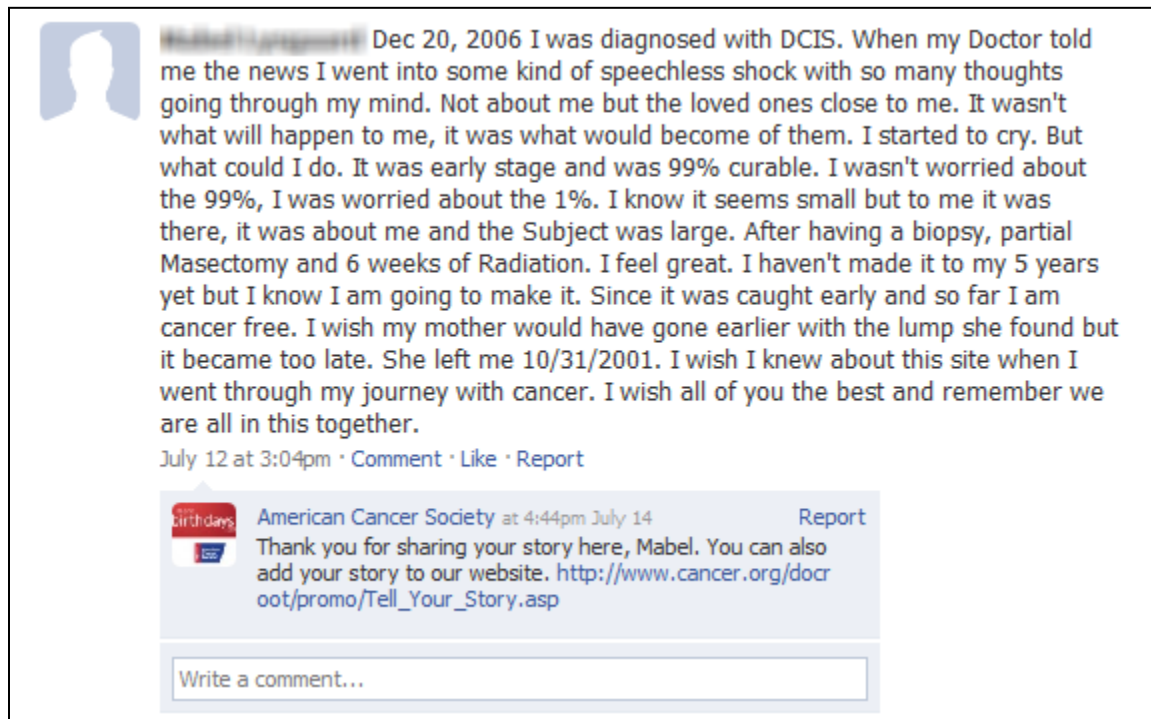 Dec 20, 2006 I was diagnosed with DCIS. When my Doctor told
me the news I went into some kind of speechless shock with so many thoughts
going through my mind. Not about me but the loved ones close to me. It wasn't
what will happen to me, it was what would become of them. I started to cry. But
what could I do. It was early stage and was 99% curable. I wasn't worried about
the 99%, I was worried about the 1%. I know it seems small but to me it was
there, it was about me and the Subject was large. After having a biopsy, partial
Masectomy and 6 weeks of Radiation. I feel great. I haven't made it to my 5 years
yet but I know I am going to make it. Since it was caught early and so far I am
cancer free. I wish my mother would have gone earlier with the lump she found but
it became too late. She left me 10/31/2001. I wish I knew about this site when I
went through my journey with cancer. I wish all of you the best and remember we
are all in this together.
July 12 at 3:04pm · Comment · Like · Report
birthdays
American Cancer Society at 4:44pm July 14 Report
Thank you for sharing your story here, Mabel. You can also
add your story to our website. http://www.cancer.org/docr
oot/promo/Tell_Your_Story.asp
Write a comment...